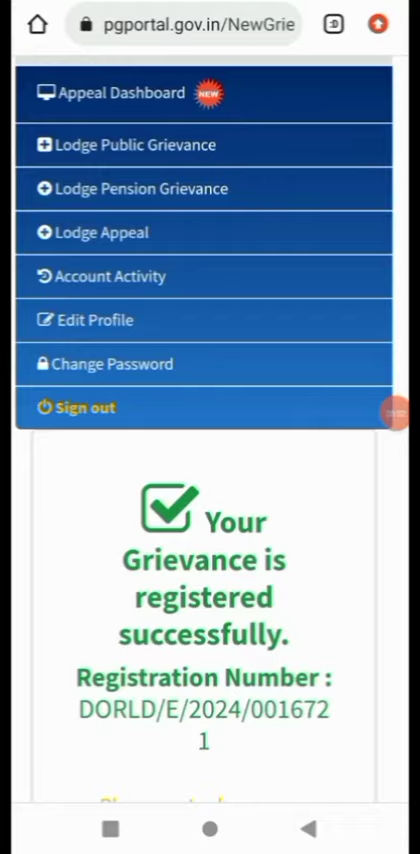 pgportal.gov.in/NewGrie
:D
Appeal Dashboard NEW
Lodge Public Grievance
Lodge Pension Grievance
Lodge Appeal
Account Activity
Edit Profile
Change Password
Sign out
Your
Grievance is
registered
successfully.
Registration Number :
DORLD/E/2024/001672
1